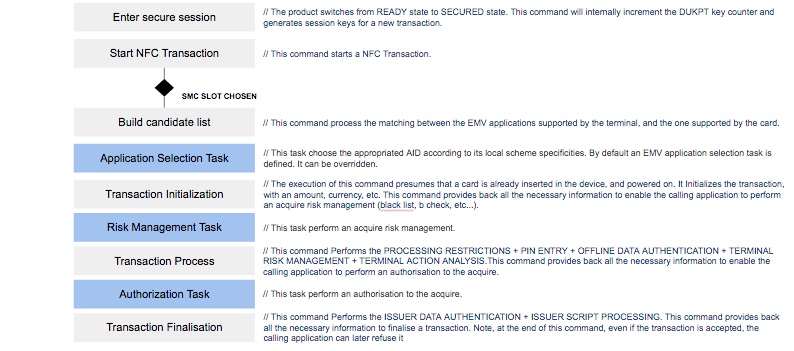 Enter secure session
// The product switches from READY state to SECURED state. This command will internally increment the DUKPT key counter and
generates session keys for a new transaction.
Start NFC Transaction
// This command starts a NFC Transaction.
SMC SLOT CHOSEN
Build candidate list
// This command process the matching between the EMV applications supported by the terminal, and the one supported by the card.
Application Selection Task
// This task choose the appropriated AID according to its local scheme specificities. By default an EMV application selection task is
defined. It can be overridden.
Transaction Initialization
// The execution of this command presumes that a card is already inserted in the device, and powered on. It Initializes the transaction,
with an amount, currency, etc. This command provides back all the necessary information to enable the calling application to perform
an acquire risk management (black list, b check, etc...).
Risk Management Task
// This task perform an acquire risk management.
Transaction Process
// This command Performs the PROCESSING RESTRICTIONS + PIN ENTRY + OFFLINE DATA AUTHENTICATION + TERMINAL
RISK MANAGEMENT + TERMINAL ACTION ANALYSIS.This command provides back all the necessary information to enable the
calling application to perform an authorisation to the acquire.
Authorization Task
// This task perform an authorisation to the acquire.
Transaction Finalisation
// This command Performs the ISSUER DATA AUTHENTICATION + ISSUER SCRIPT PROCESSING. This command provides back
all the necessary information to finalise a transaction. Note, at the end of this command, even if the transaction is accepted, the
calling application can later refuse it